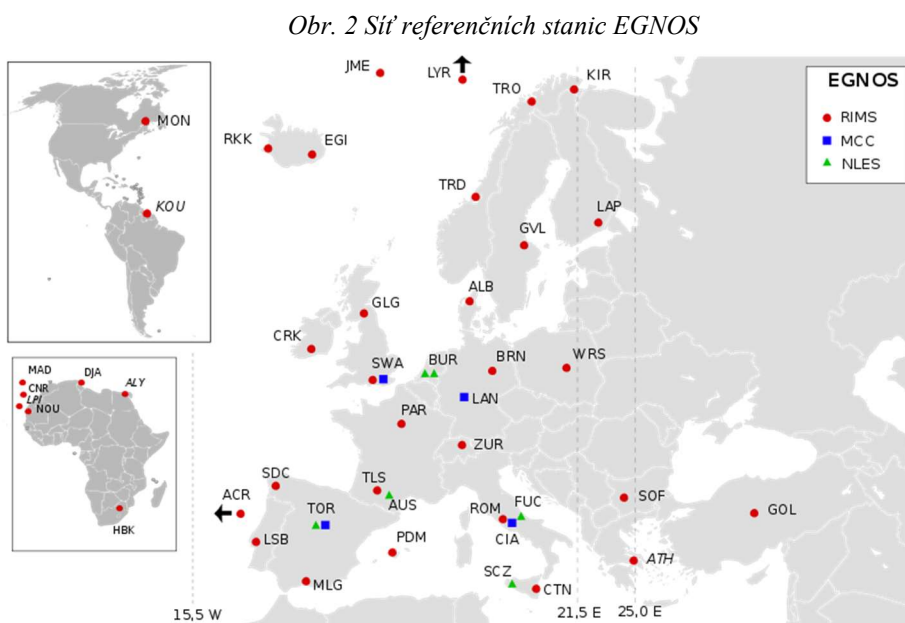 Obr. 2 Síť referenčních stanic EGNOS
MON
KOU
MAD
DJA
ALY
CNR
LPI
NOU
HBK
JME
LYR
KIR
TRO
RKK
EGI
TRD
LAP
GVL
ALB
GLG
CRK
SWA
BUR
BRN
WRS
LAN
PAR
ZUR
SDC
TLS
AUS
ACR
TOR
LSB
PDM
MLG
ROM
FUC
CIA
SCZ
CTN
SOF
GOL
ATH
15,5 W
21,5 E
25,0 E
EGNOS
RIMS
MCC
NLES